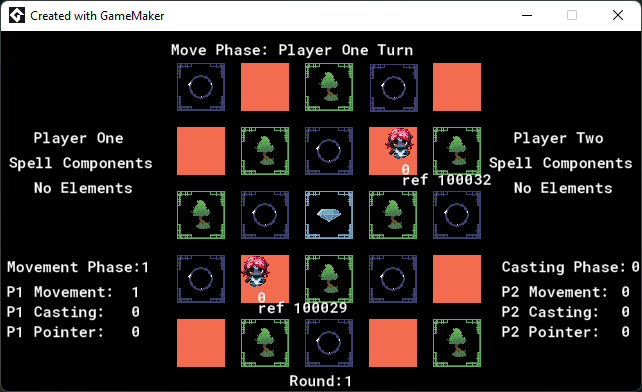 Created with GameMaker
Move Phase: Player One Turn
Player One
Spell Components
No Elements
Player Two
Spell Components
No Elements
0
ref 100032
Movement Phase:1
P1 Movement: 1
P1 Casting: 0
P1 Pointer: 0
0
ref 100029
Casting Phase:0
P2 Movement: 0
P2 Casting: 0
P2 Pointer: 0
Round:1